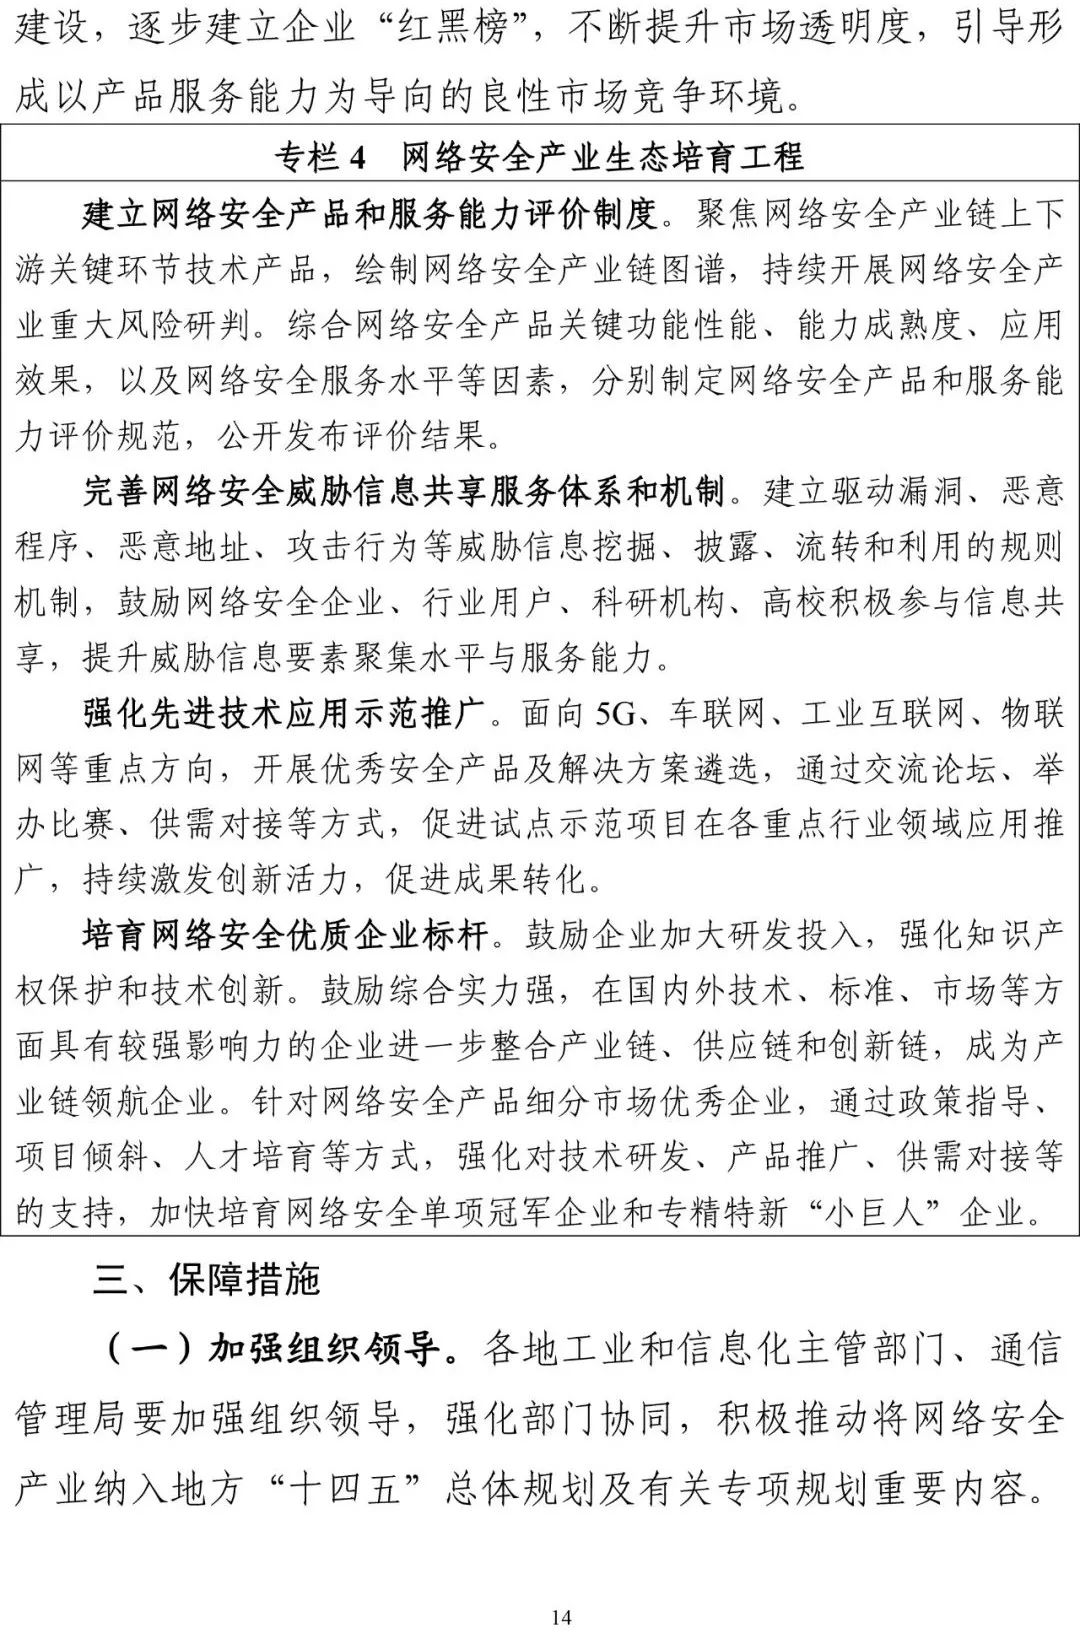 建设，逐步建立企业“红黑榜”，不断提升市场透明度，引导形
成以产品服务能力为导向的良性市场竞争环境。
专栏 4　网络安全产业生态培育工程
建立网络安全产品和服务能力评价制度。聚焦网络安全产业链上下
游关键环节技术产品，绘制网络安全产业链图谱，持续开展网络安全产
业重大风险研判。综合网络安全产品关键功能性能、能力成熟度、应用
效果，以及网络安全服务水平等因素，分别制定网络安全产品和服务能
力评价规范，公开发布评价结果。
完善网络安全威胁信息共享服务体系和机制。建立驱动漏洞、恶意
程序、恶意地址、攻击行为等威胁信息挖掘、披露、流转和利用的规则
机制，鼓励网络安全企业、行业用户、科研机构、高校积极参与信息共
享，提升威胁信息要素聚集水平与服务能力。
强化先进技术应用示范推广。面向 5G、车联网、工业互联网、物联
网等重点方向，开展优秀安全产品及解决方案遴选，通过交流论坛、举
办比赛、供需对接等方式，促进试点示范项目在各重点行业领域应用推
广，持续激发创新活力，促进成果转化。
培育网络安全优质企业标杆。鼓励企业加大研发投入，强化知识产
权保护和技术创新。鼓励综合实力强，在国内外技术、标准、市场等方
面具有较强影响力的企业进一步整合产业链、供应链和创新链，成为产
业链领航企业。针对网络安全产品细分市场优秀企业，通过政策指导、
项目倾斜、人才培育等方式，强化对技术研发、产品推广、供需对接等
的支持，加快培育网络安全单项冠军企业和专精特新“小巨人”企业。
三、保障措施
（一）加强组织领导。各地工业和信息化主管部门、通信
管理局要加强组织领导，强化部门协同，积极推动将网络安全
产业纳入地方“十四五”总体规划及有关专项规划重要内容。
14